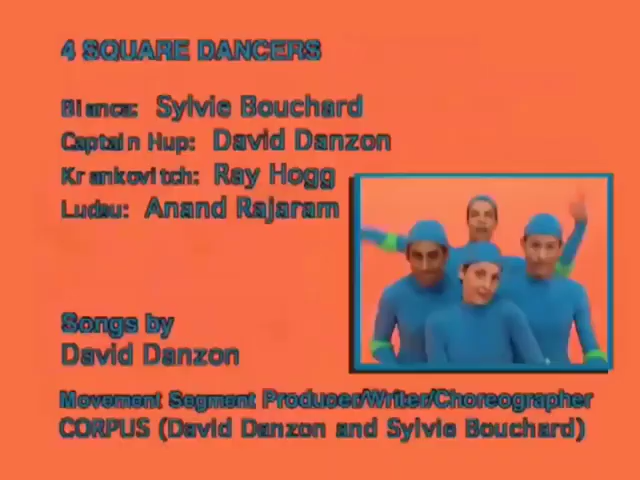 4 SQUARE DANCERS
Bianca: Sylvie Bouchard
Captain Hup: David Danzon
Krankovitch: Ray Hogg
Ludau: Anand Rajaram
Songs by
David Danzon
Movement Segment Producer/Writer/Choreographer
CORPUS (David Danzon and Sylvie Bouchard)